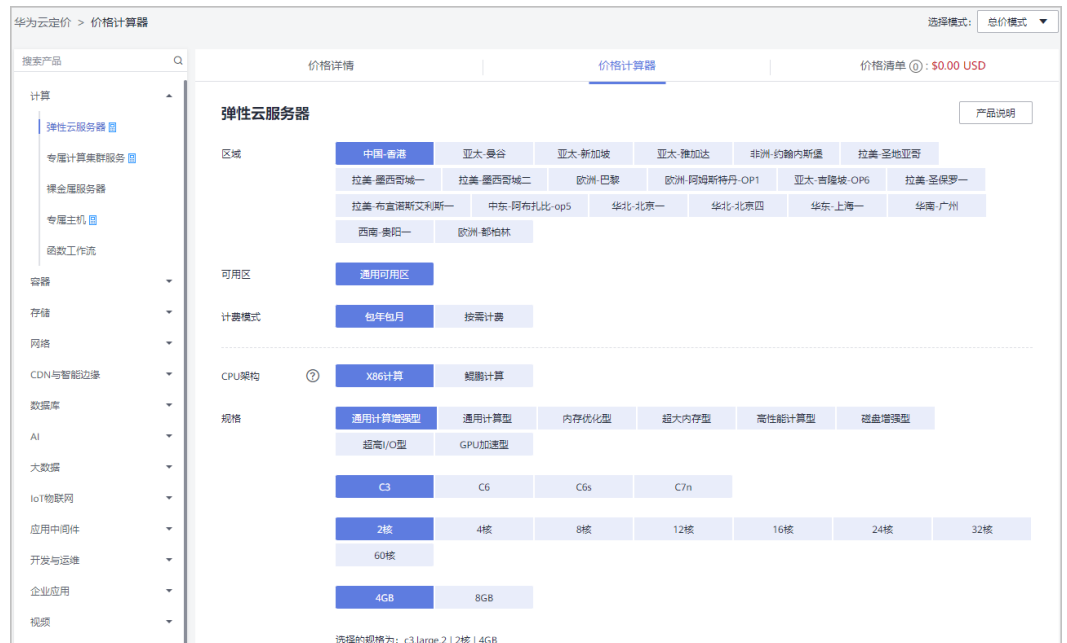 华为云定价 > 价格计算器
选择模式: 总价模式
搜索产品
计算
弹性云服务器
专属计算集群服务
裸金属服务器
专属主机
函数工作流
容器
存储
网络
CDN与智能边缘
数据库
AI
大数据
IoT物联网
应用中间件
开发与运维
企业应用
视频
价格详情 价格计算器 价格清单 0 : $0.00 USD
弹性云服务器 产品说明
区域 中国-香港 亚太-曼谷 亚太-新加坡 亚太-雅加达 非洲-约翰内斯堡 拉美-圣地亚哥
拉美-墨西哥城一 拉美-墨西哥城二 欧洲-巴黎 欧洲-阿姆斯特丹-OP1 亚太-吉隆坡-OP6 拉美-圣保罗一
拉美-布宜诺斯艾利斯一 中东-阿布扎比-op5 华北-北京一 华北-北京四 华东-上海一 华南-广州
西南-贵阳一 欧洲-都柏林
可用区 通用可用区
计费模式 包年包月 按需计费
CPU架构 ? X86计算 鲲鹏计算
规格 通用计算增强型 通用计算型 内存优化型 超大内存型 高性能计算型 磁盘增强型
超高I/O型 GPU加速型
C3 C6 C6s C7n
2核 4核 8核 12核 16核 24核 32核
60核
4GB 8GB
选择的规格为: c3.large.2 | 2核 | 4GB